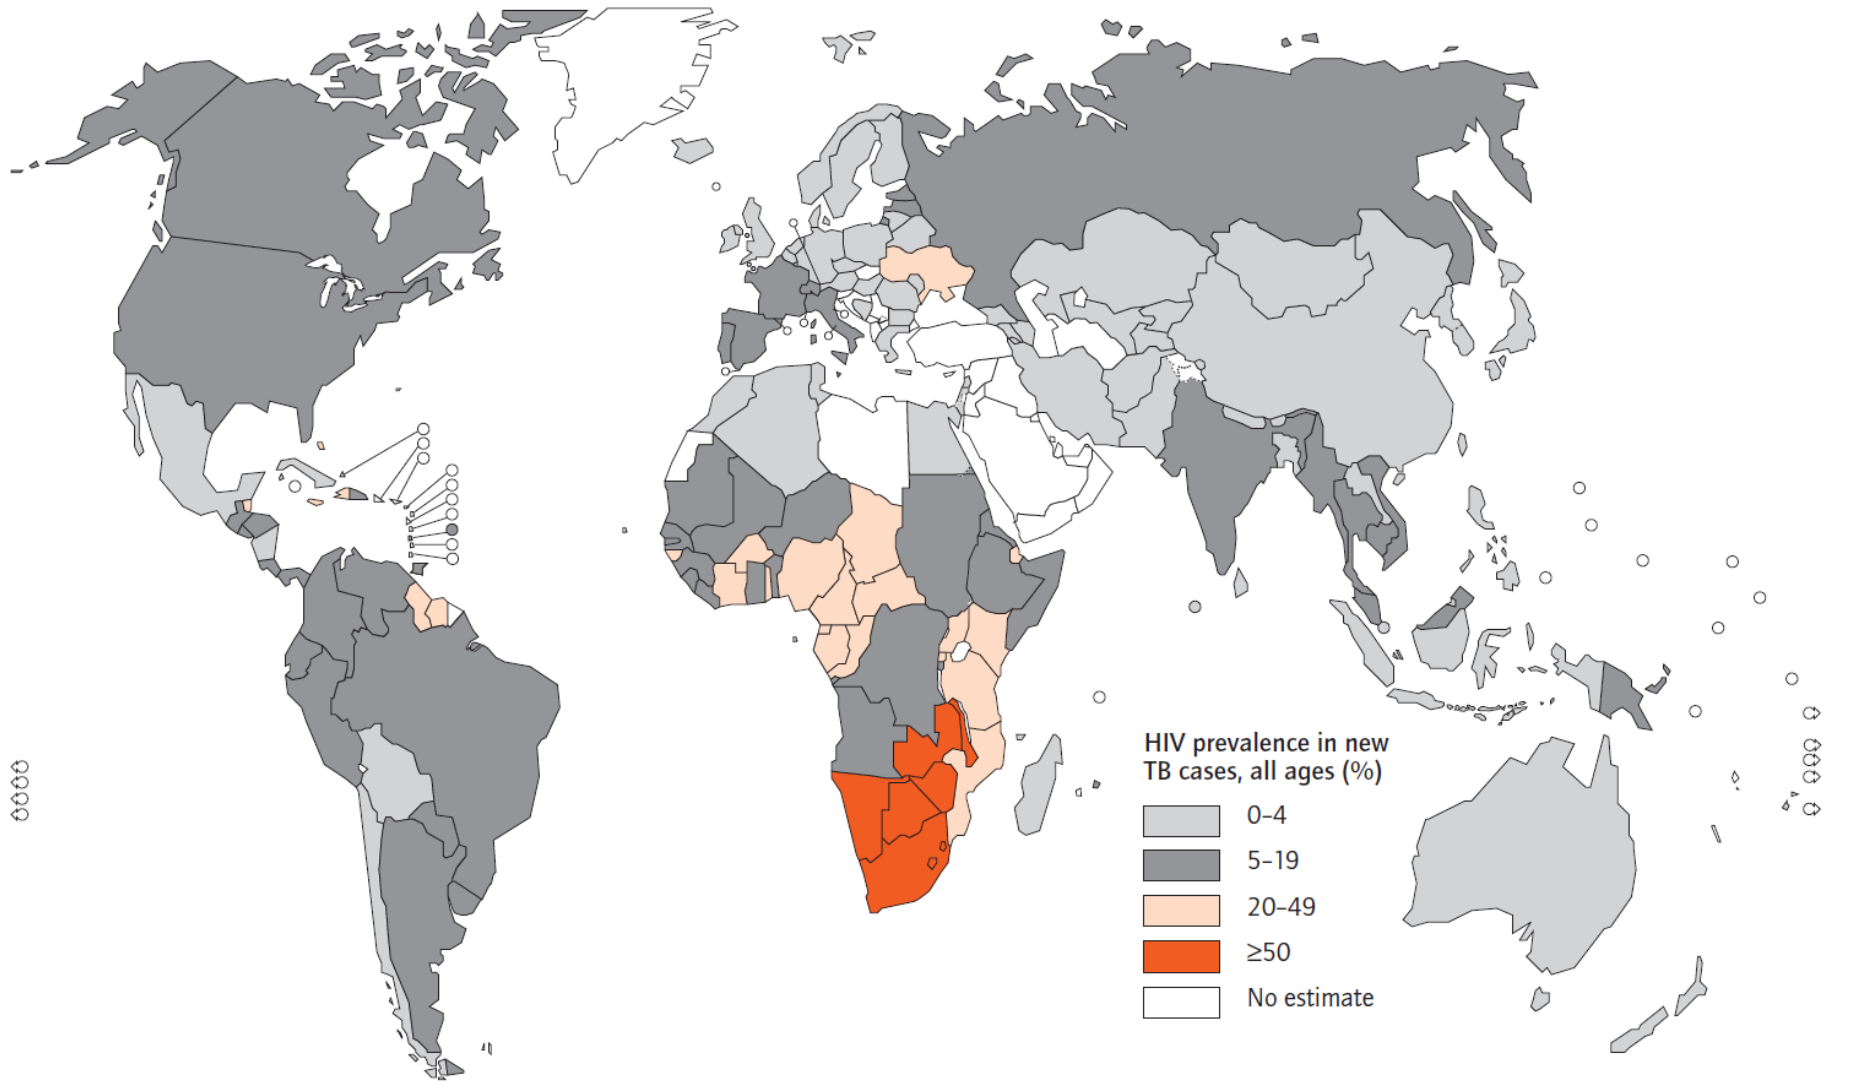 HIV prevalence in new
TB cases, all ages (%)
0–4
5–19
20–49
≥50
No estimate